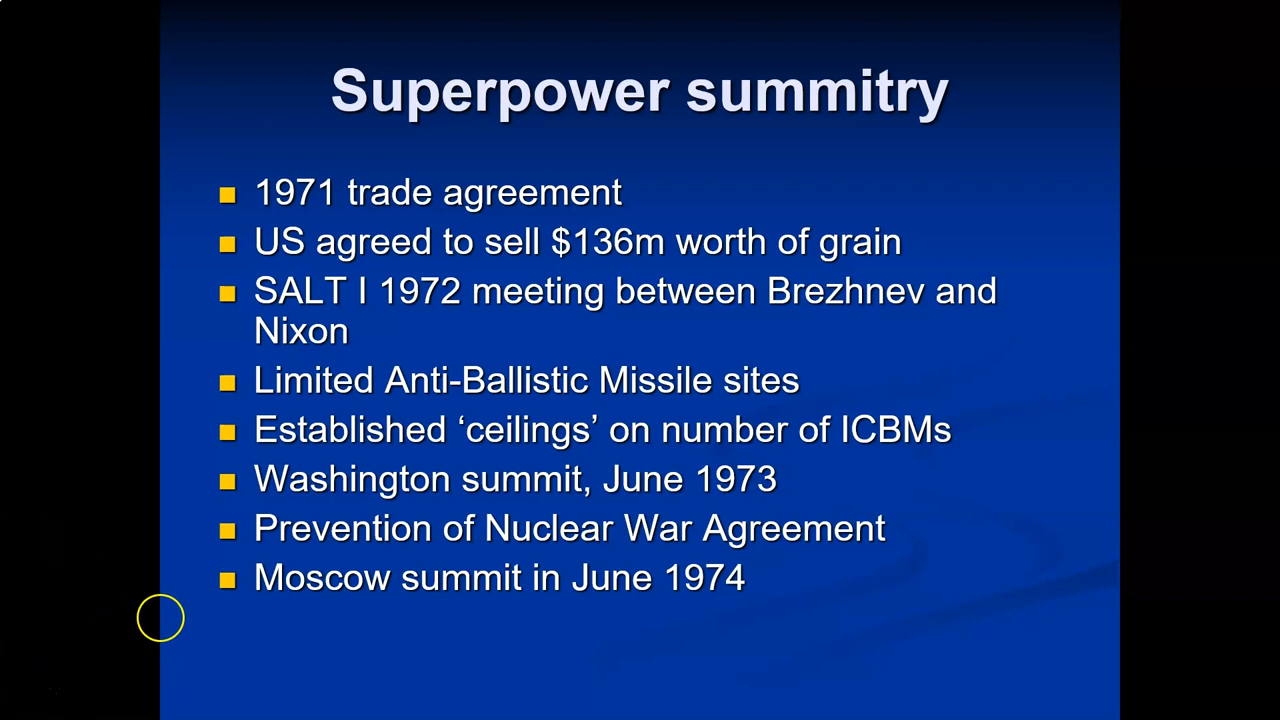 Superpower summitry
1971 trade agreement
US agreed to sell $136m worth of grain
SALT I 1972 meeting between Brezhnev and
Nixon
Limited Anti-Ballistic Missile sites
Established ‘ceilings’ on number of ICBMs
Washington summit, June 1973
Prevention of Nuclear War Agreement
Moscow summit in June 1974